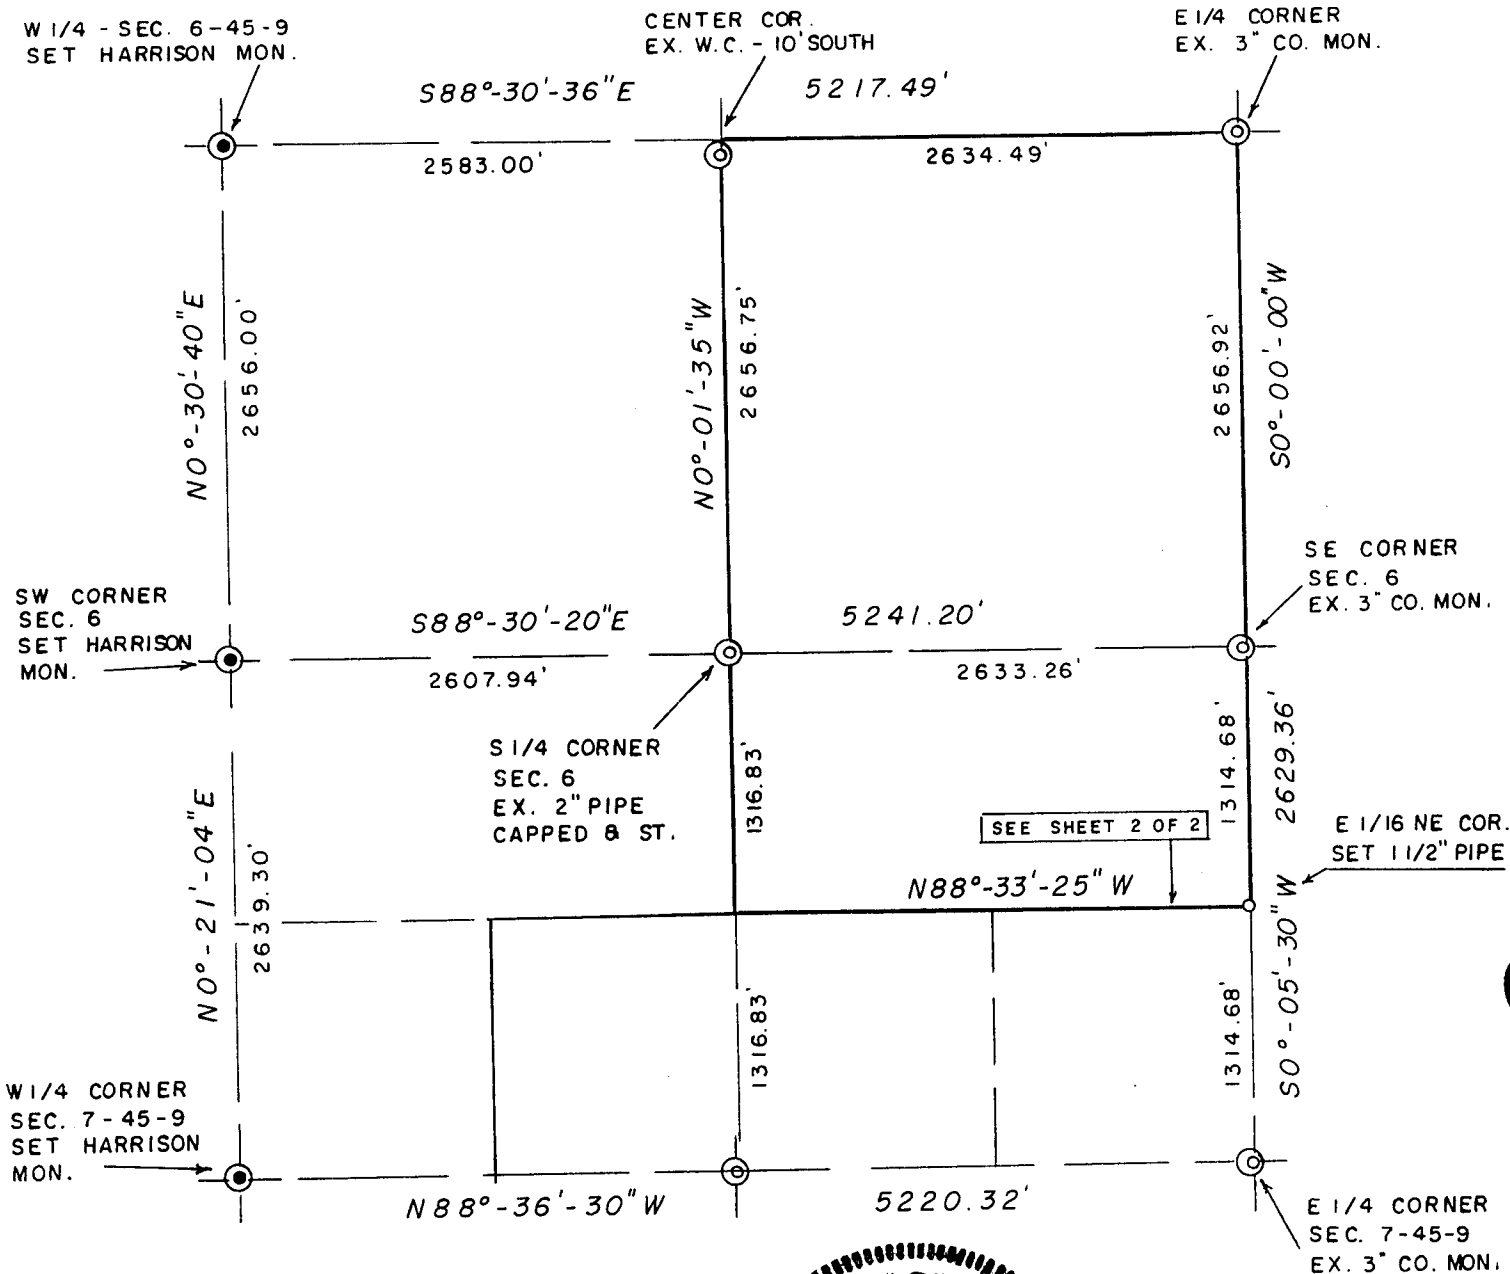 W 1/4 - SEC. 6-45-9
SET HARRISON MON.
CENTER COR.
EX. W.C. - 10' SOUTH
E 1/4 CORNER
EX. 3" CO. MON.
S88°-30'-36"E
5217.49'
2583.00'
2634.49'
N0°-30'-40"E
2656.00'
N0°-01'-35"W
2656.75'
2656.92'
S0°-00'-00"W
SW CORNER
SEC. 6
SET HARRISON
MON.
S88°-30'-20"E
5241.20'
2607.94'
2633.26'
SE CORNER
SEC. 6
EX. 3" CO. MON.
S 1/4 CORNER
SEC. 6
EX. 2" PIPE
CAPPED & ST.
1316.83'
1314.68'
2629.36'
SEE SHEET 2 OF 2
E 1/16 NE COR.
SET 1 1/2" PIPE
N88°-33'-25" W
N0°-21'-04"E
2639.30'
1316.83'
1314.68'
S0°-05'-30" W
W 1/4 CORNER
SEC. 7-45-9
SET HARRISON
MON.
N88°-36'-30" W
5220.32'
E 1/4 CORNER
SEC. 7-45-9
EX. 3" CO. MON.